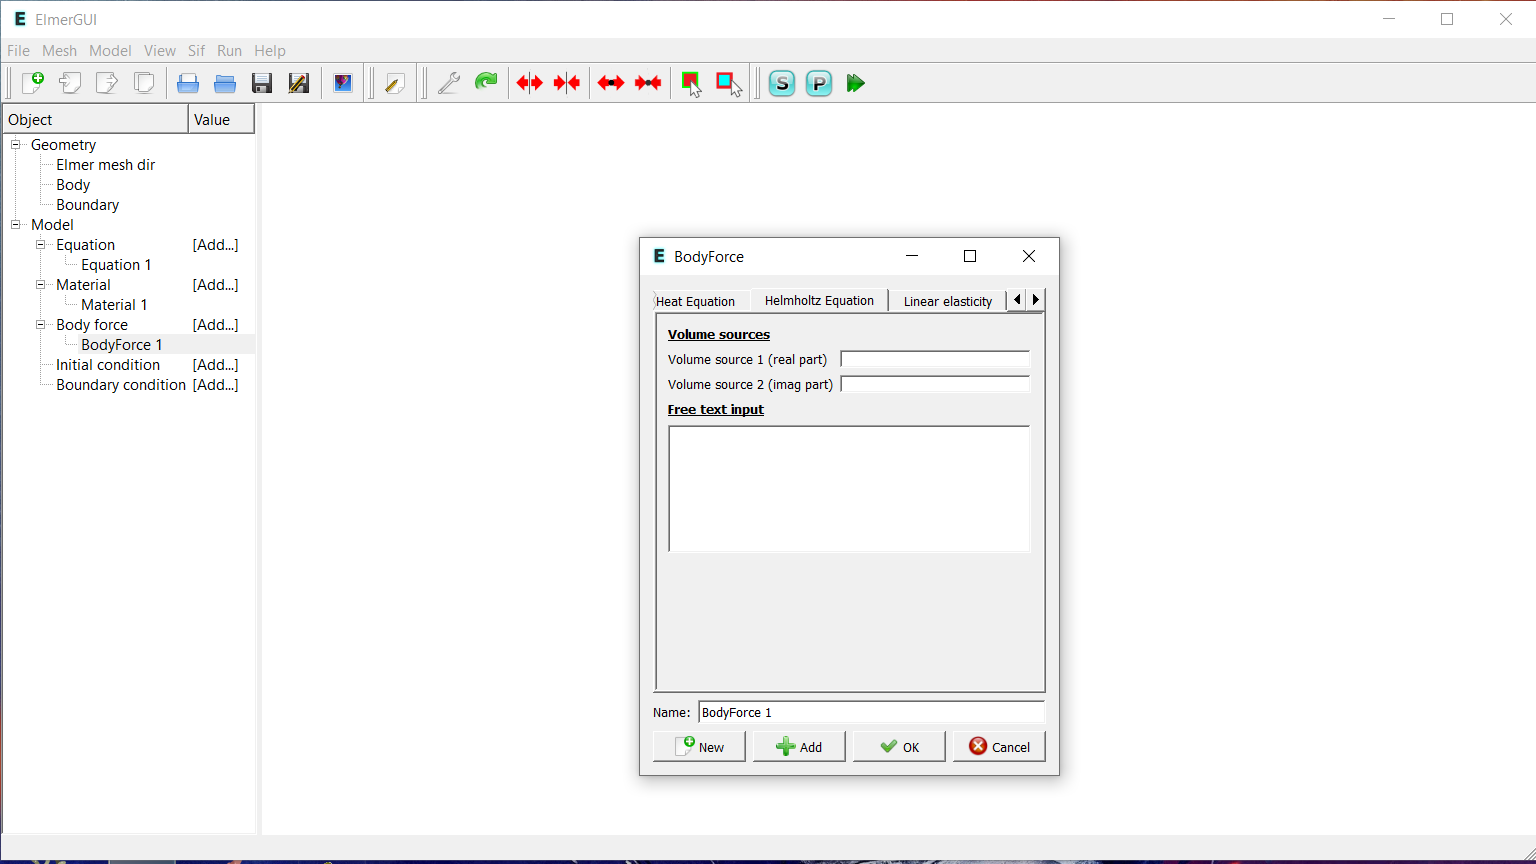 E ElmerGUI
File Mesh Model View Sif Run Help
S P
Object Value
Geometry
Elmer mesh dir
Body
Boundary
Model
Equation [Add...]
Equation 1
Material [Add...]
Material 1
Body force [Add...]
BodyForce 1
Initial condition [Add...]
Boundary condition [Add...]
E BodyForce
Heat Equation Helmholtz Equation Linear elasticity
Volume sources
Volume source 1 (real part)
Volume source 2 (imag part)
Free text input
Name: BodyForce 1
New Add OK Cancel